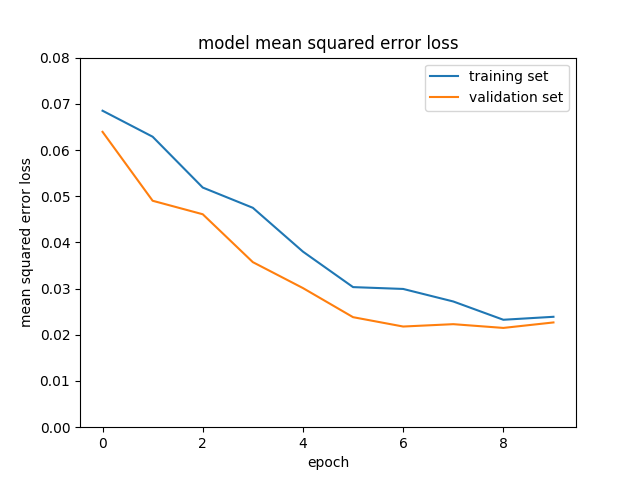 model mean squared error loss
training set
validation set
0.08
0.07
0.06
0.05
0.04
0.03
0.02
0.01
0.00
mean squared error loss
0 2 4 6 8
epoch